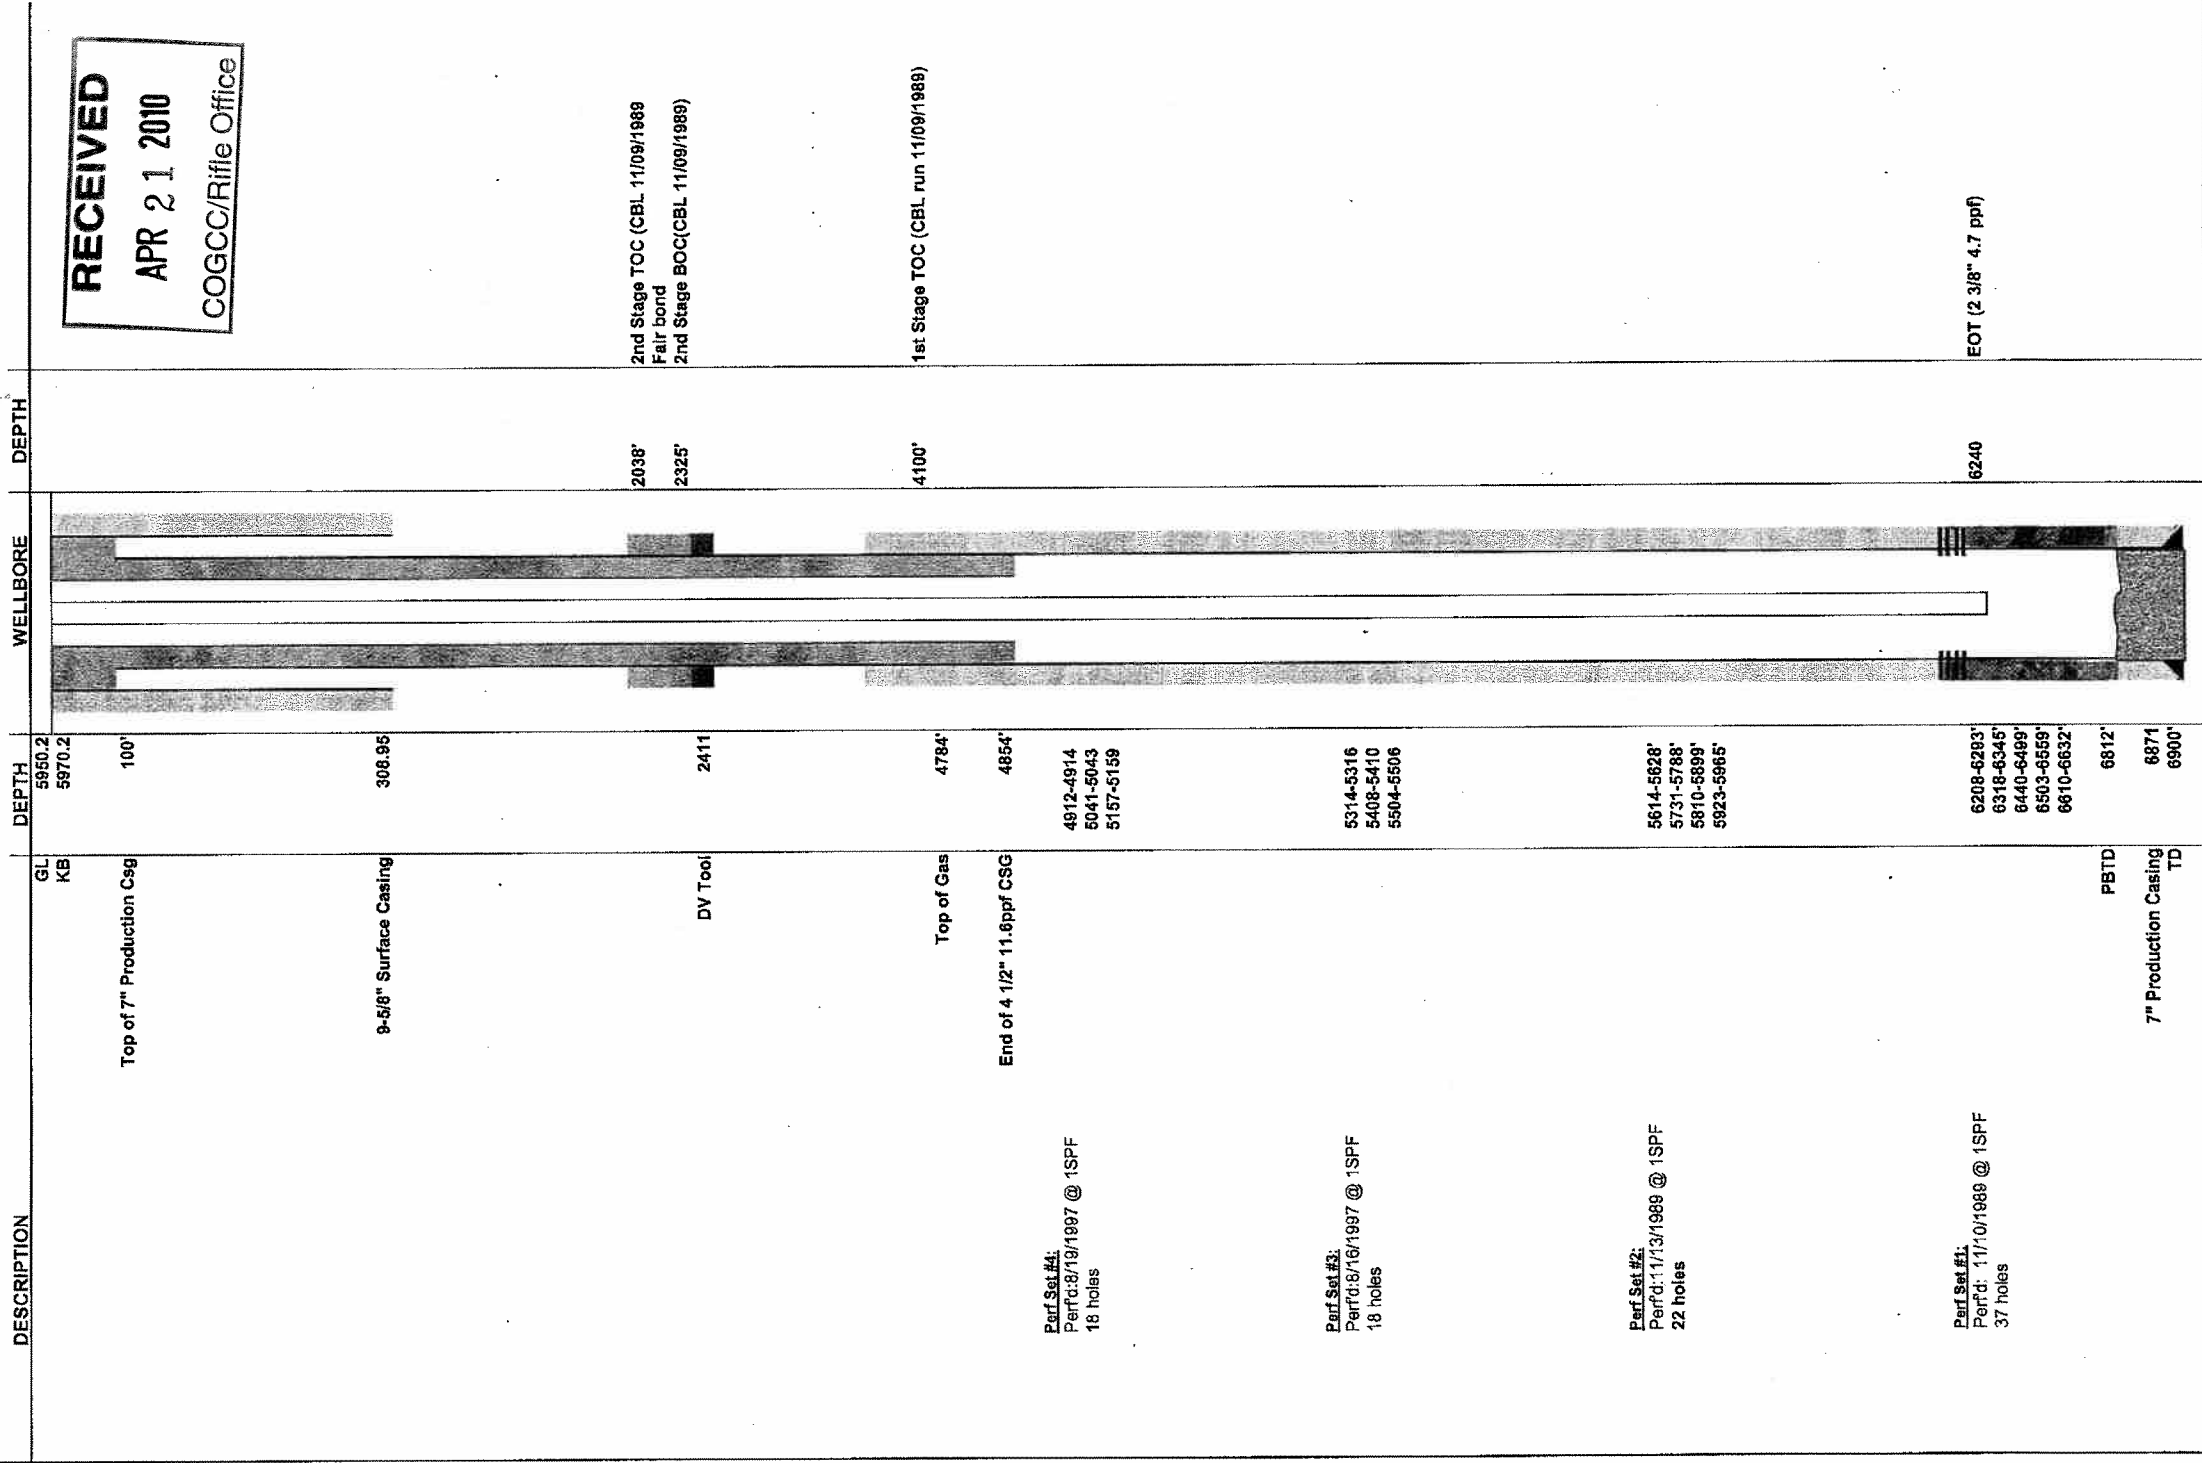 DESCRIPTION DEPTH WELLBORE DEPTH
RECEIVED
APR 21 2010
COGCC/Rifle Office
GL 5950.2
KB 5970.2
Top of 7" Production Csg 100'
9-5/8" Surface Casing 308.95
2038' 2nd Stage TOC (CBL 11/09/1989
Fair bond
2325' 2nd Stage BOC(CBL 11/09/1989)
DV Tool 2411
4100' 1st Stage TOC (CBL run 11/09/1989)
Top of Gas 4784'
End of 4 1/2" 11.6ppf CSG 4854'
Perf Set #4:
Perf'd:8/19/1997 @ 1SPF 4912-4914
18 holes 5041-5043
5157-5159
Perf Set #3:
Perf'd:8/16/1997 @ 1SPF 5314-5316
18 holes 5408-5410
5504-5506
Perf Set #2:
Perf'd:11/13/1989 @ 1SPF 5614-5628'
22 holes 5731-5788'
5810-5899'
5923-5965'
Perf Set #1:
Perf'd: 11/10/1989 @ 1SPF 6208-6293' 6240 EOT (2 3/8" 4.7 ppf)
37 holes 6318-6345'
6440-6499'
6503-6559'
6610-6632'
PBTD 6812'
7" Production Casing 6871
TD 6900'